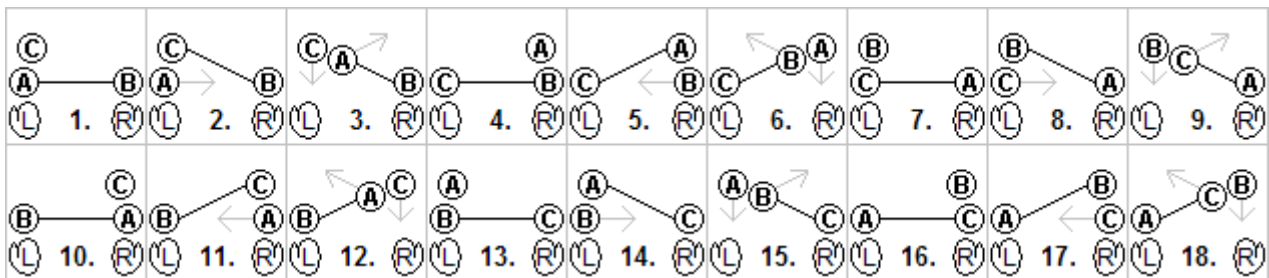 C C C A A A B A B B B C
A B A B B C B C B C C A C A A
L 1. R L 2. R L 3. R L 4. R L 5. R L 6. R L 7. R L 8. R L 9. R
C C A C A A A B B B C B
B A B A B B C B C C A C A C A
L 10. R L 11. R L 12. R L 13. R L 14. R L 15. R L 16. R L 17. R L 18. R